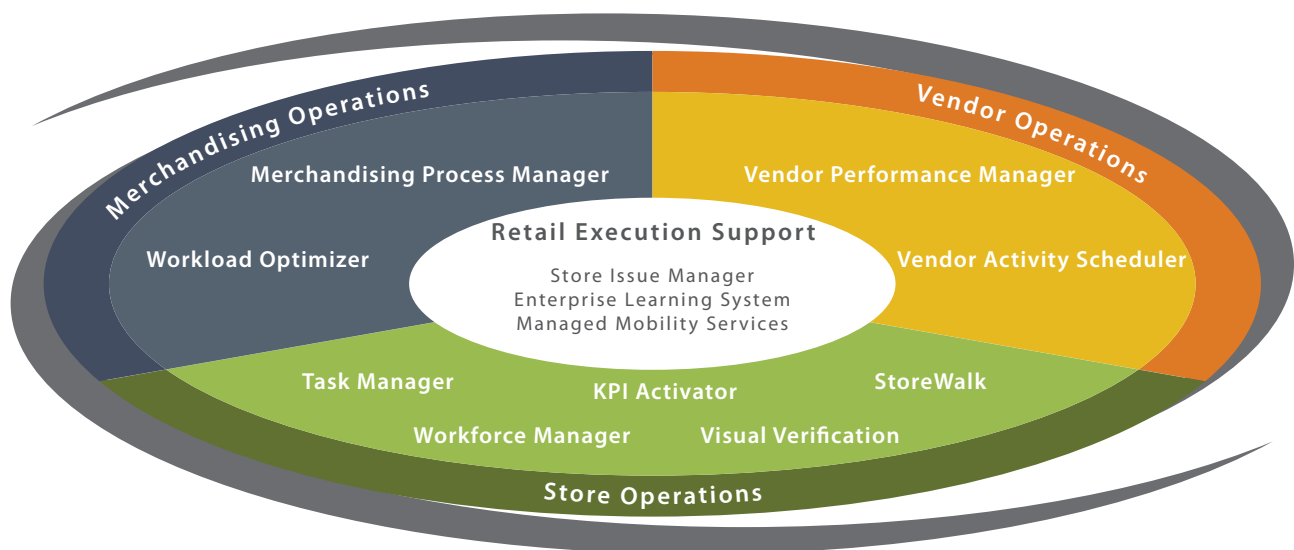 Merchandising Operations
Vendor Operations
Merchandising Process Manager
Vendor Performance Manager
Workload Optimizer
Vendor Activity Scheduler
Retail Execution Support
Store Issue Manager
Enterprise Learning System
Managed Mobility Services
Task Manager
KPI Activator
StoreWalk
Workforce Manager
Visual Verification
Store Operations